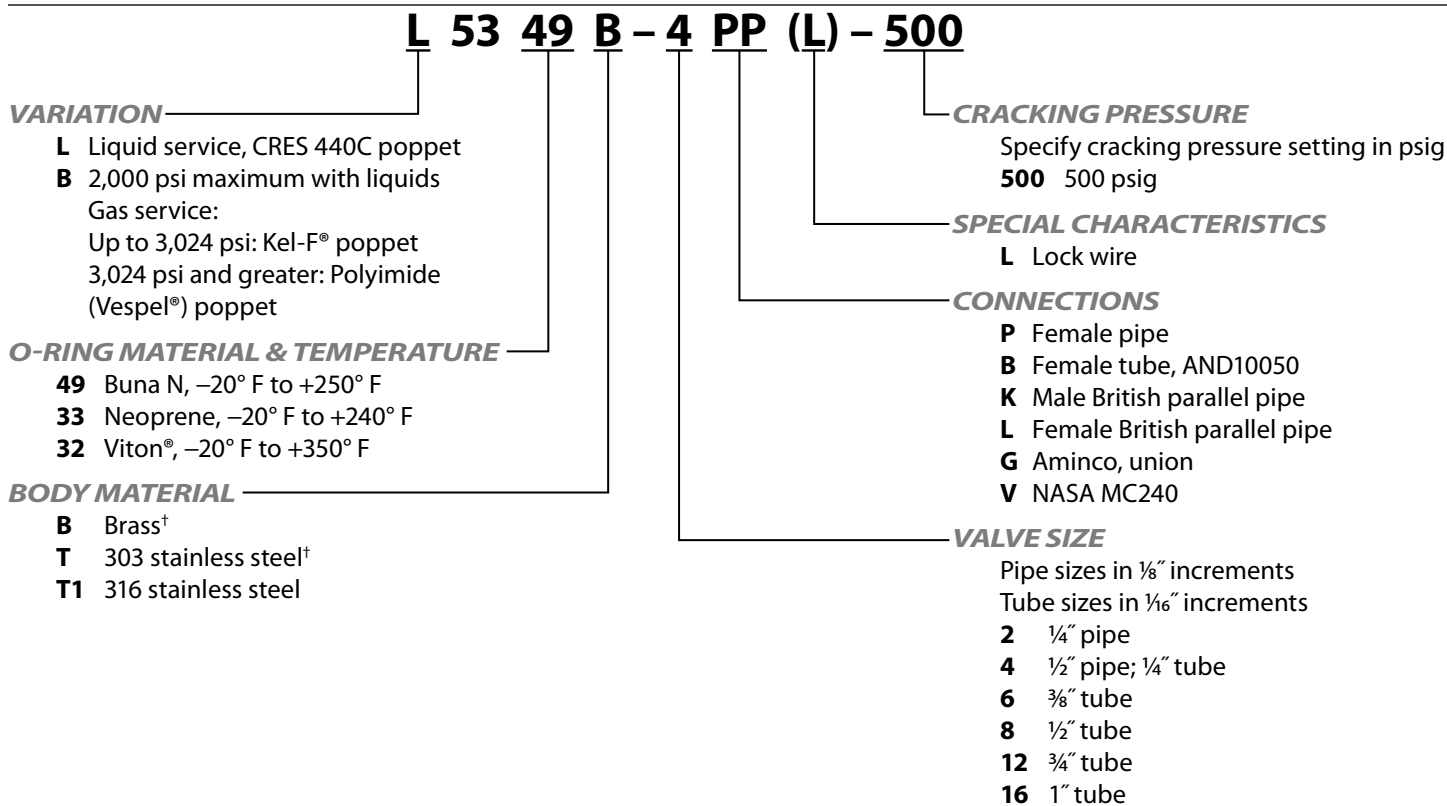 L 53 49 B – 4 PP (L) – 500
VARIATION
L Liquid service, CRES 440C poppet
B 2,000 psi maximum with liquids
Gas service:
Up to 3,024 psi: Kel-F® poppet
3,024 psi and greater: Polyimide
(Vespel®) poppet
O-RING MATERIAL & TEMPERATURE
49 Buna N, –20° F to +250° F
33 Neoprene, –20° F to +240° F
32 Viton®, –20° F to +350° F
BODY MATERIAL
B Brass†
T 303 stainless steel†
T1 316 stainless steel
CRACKING PRESSURE
Specify cracking pressure setting in psig
500 500 psig
SPECIAL CHARACTERISTICS
L Lock wire
CONNECTIONS
P Female pipe
B Female tube, AND10050
K Male British parallel pipe
L Female British parallel pipe
G Aminco, union
V NASA MC240
VALVE SIZE
Pipe sizes in ⅛˝ increments
Tube sizes in 1⁄16˝ increments
2 ¼˝ pipe
4 ½˝ pipe; ¼˝ tube
6 ⅜˝ tube
8 ½˝ tube
12 ¾˝ tube
16 1˝ tube